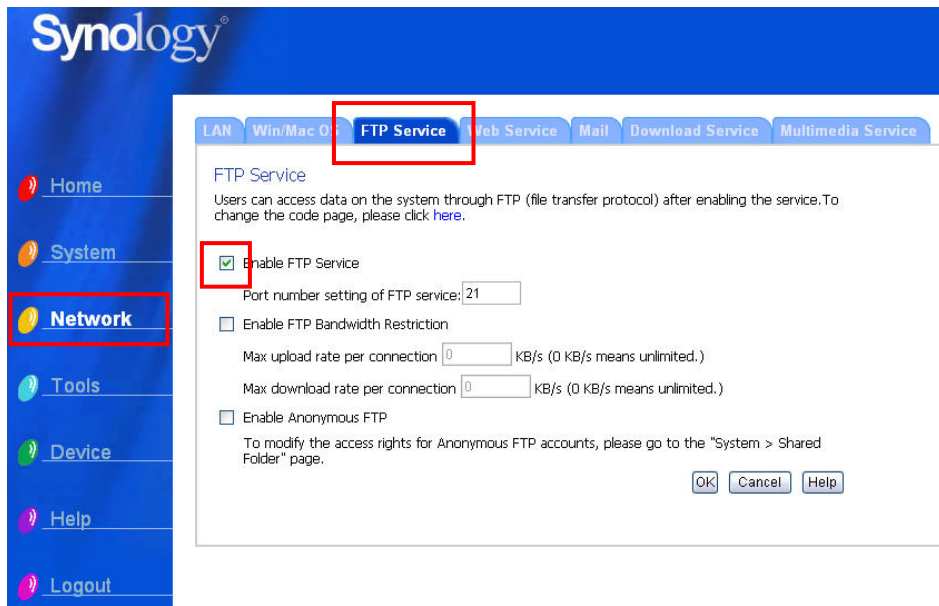 Synology®
LAN Win/Mac OS FTP Service Web Service Mail Download Service Multimedia Service
Home
System
Network
Tools
Device
Help
Logout
FTP Service
Users can access data on the system through FTP (file transfer protocol) after enabling the service.To
change the code page, please click here.
Enable FTP Service
Port number setting of FTP service: 21
Enable FTP Bandwidth Restriction
Max upload rate per connection 0 KB/s (0 KB/s means unlimited.)
Max download rate per connection 0 KB/s (0 KB/s means unlimited.)
Enable Anonymous FTP
To modify the access rights for Anonymous FTP accounts, please go to the "System > Shared
Folder" page.
OK Cancel Help